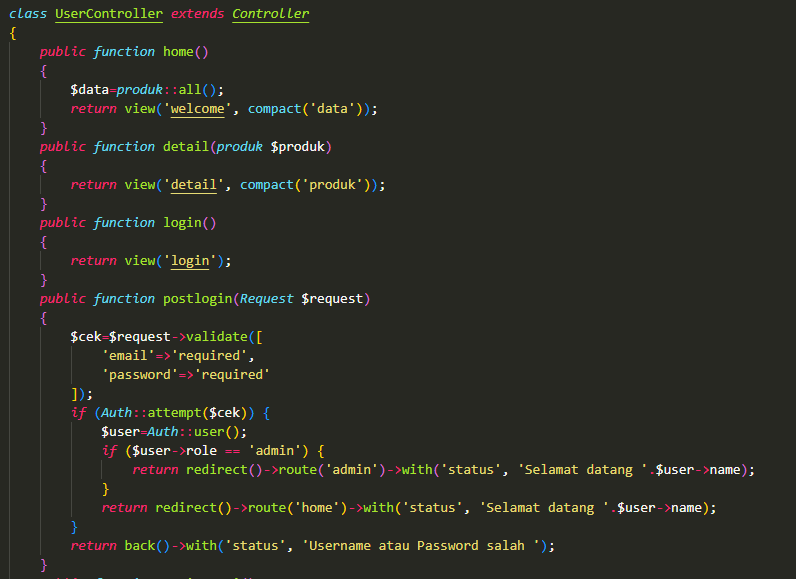 class UserController extends Controller
{
    public function home()
    {
        $data=produk::all();
        return view('welcome', compact('data'));
    }
    public function detail(produk $produk)
    {
        return view('detail', compact('produk'));
    }
    public function login()
    {
        return view('login');
    }
    public function postlogin(Request $request)
    {
        $cek=$request->validate([
            'email'=>'required',
            'password'=>'required'
        ]);
        if (Auth::attempt($cek)) {
            $user=Auth::user();
            if ($user->role == 'admin') {
                return redirect()->route('admin')->with('status', 'Selamat datang '.$user->name);
            }
            return redirect()->route('home')->with('status', 'Selamat datang '.$user->name);
        }
        return back()->with('status', 'Username atau Password salah ');
    }